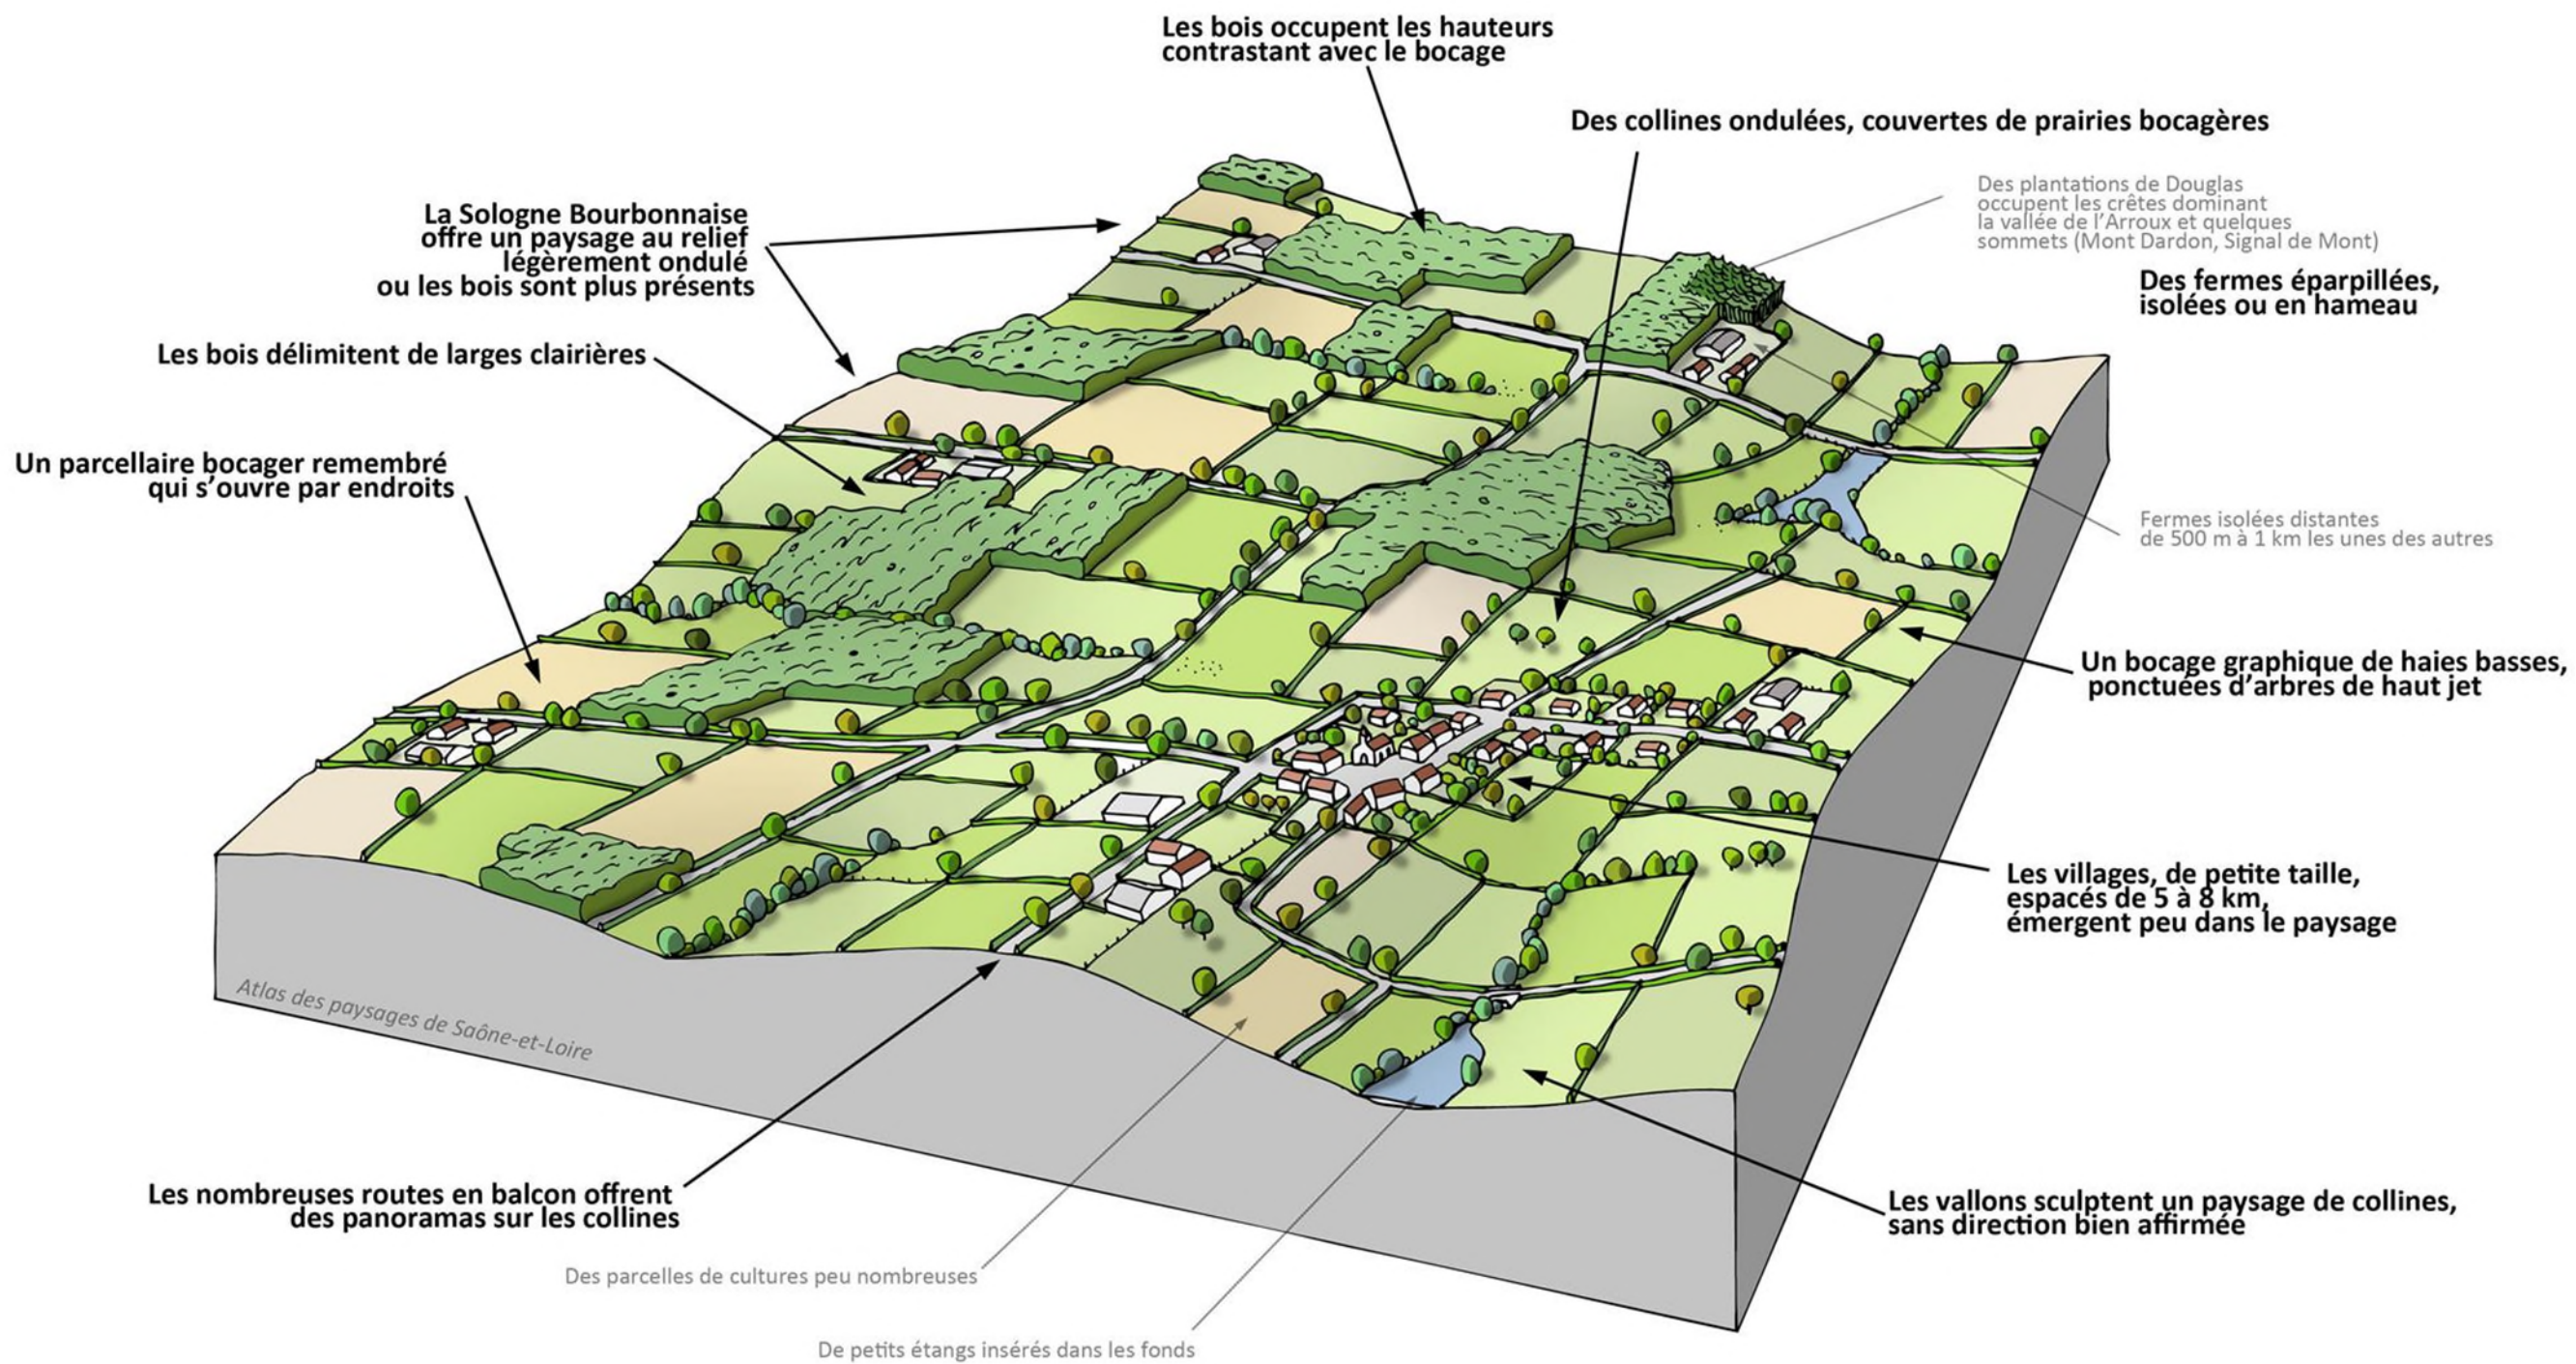 Les bois occupent les hauteurs
contrastant avec le bocage
Des collines ondulées, couvertes de prairies bocagères
Des plantations de Douglas
occupent les crêtes dominant
la vallée de l'Arroux et quelques
sommets (Mont Dardon, Signal de Mont)
La Sologne Bourbonnaise
offre un paysage au relief
légèrement ondulé
ou les bois sont plus présents
Des fermes éparpillées,
isolées ou en hameau
Les bois délimitent de larges clairières
Un parcellaire bocager remembré
qui s'ouvre par endroits
Fermes isolées distantes
de 500 m à 1 km les unes des autres
Un bocage graphique de haies basses,
ponctuées d'arbres de haut jet
Les villages, de petite taille,
espacés de 5 à 8 km,
émergent peu dans le paysage
Atlas des paysages de Saône-et-Loire
Les nombreuses routes en balcon offrent
des panoramas sur les collines
Les vallons sculptent un paysage de collines,
sans direction bien affirmée
Des parcelles de cultures peu nombreuses
De petits étangs insérés dans les fonds